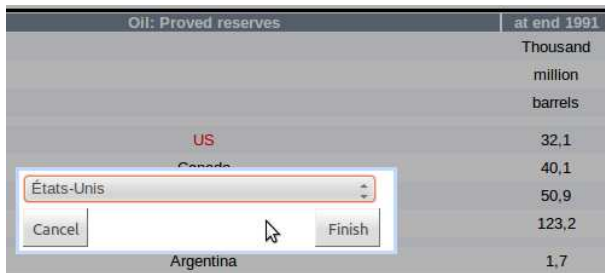 Oil: Proved reserves at end 1991
Thousand
million
barrels
US 32,1
Canada 40,1
États-Unis
50,9
Cancel Finish
123,2
Argentina 1,7